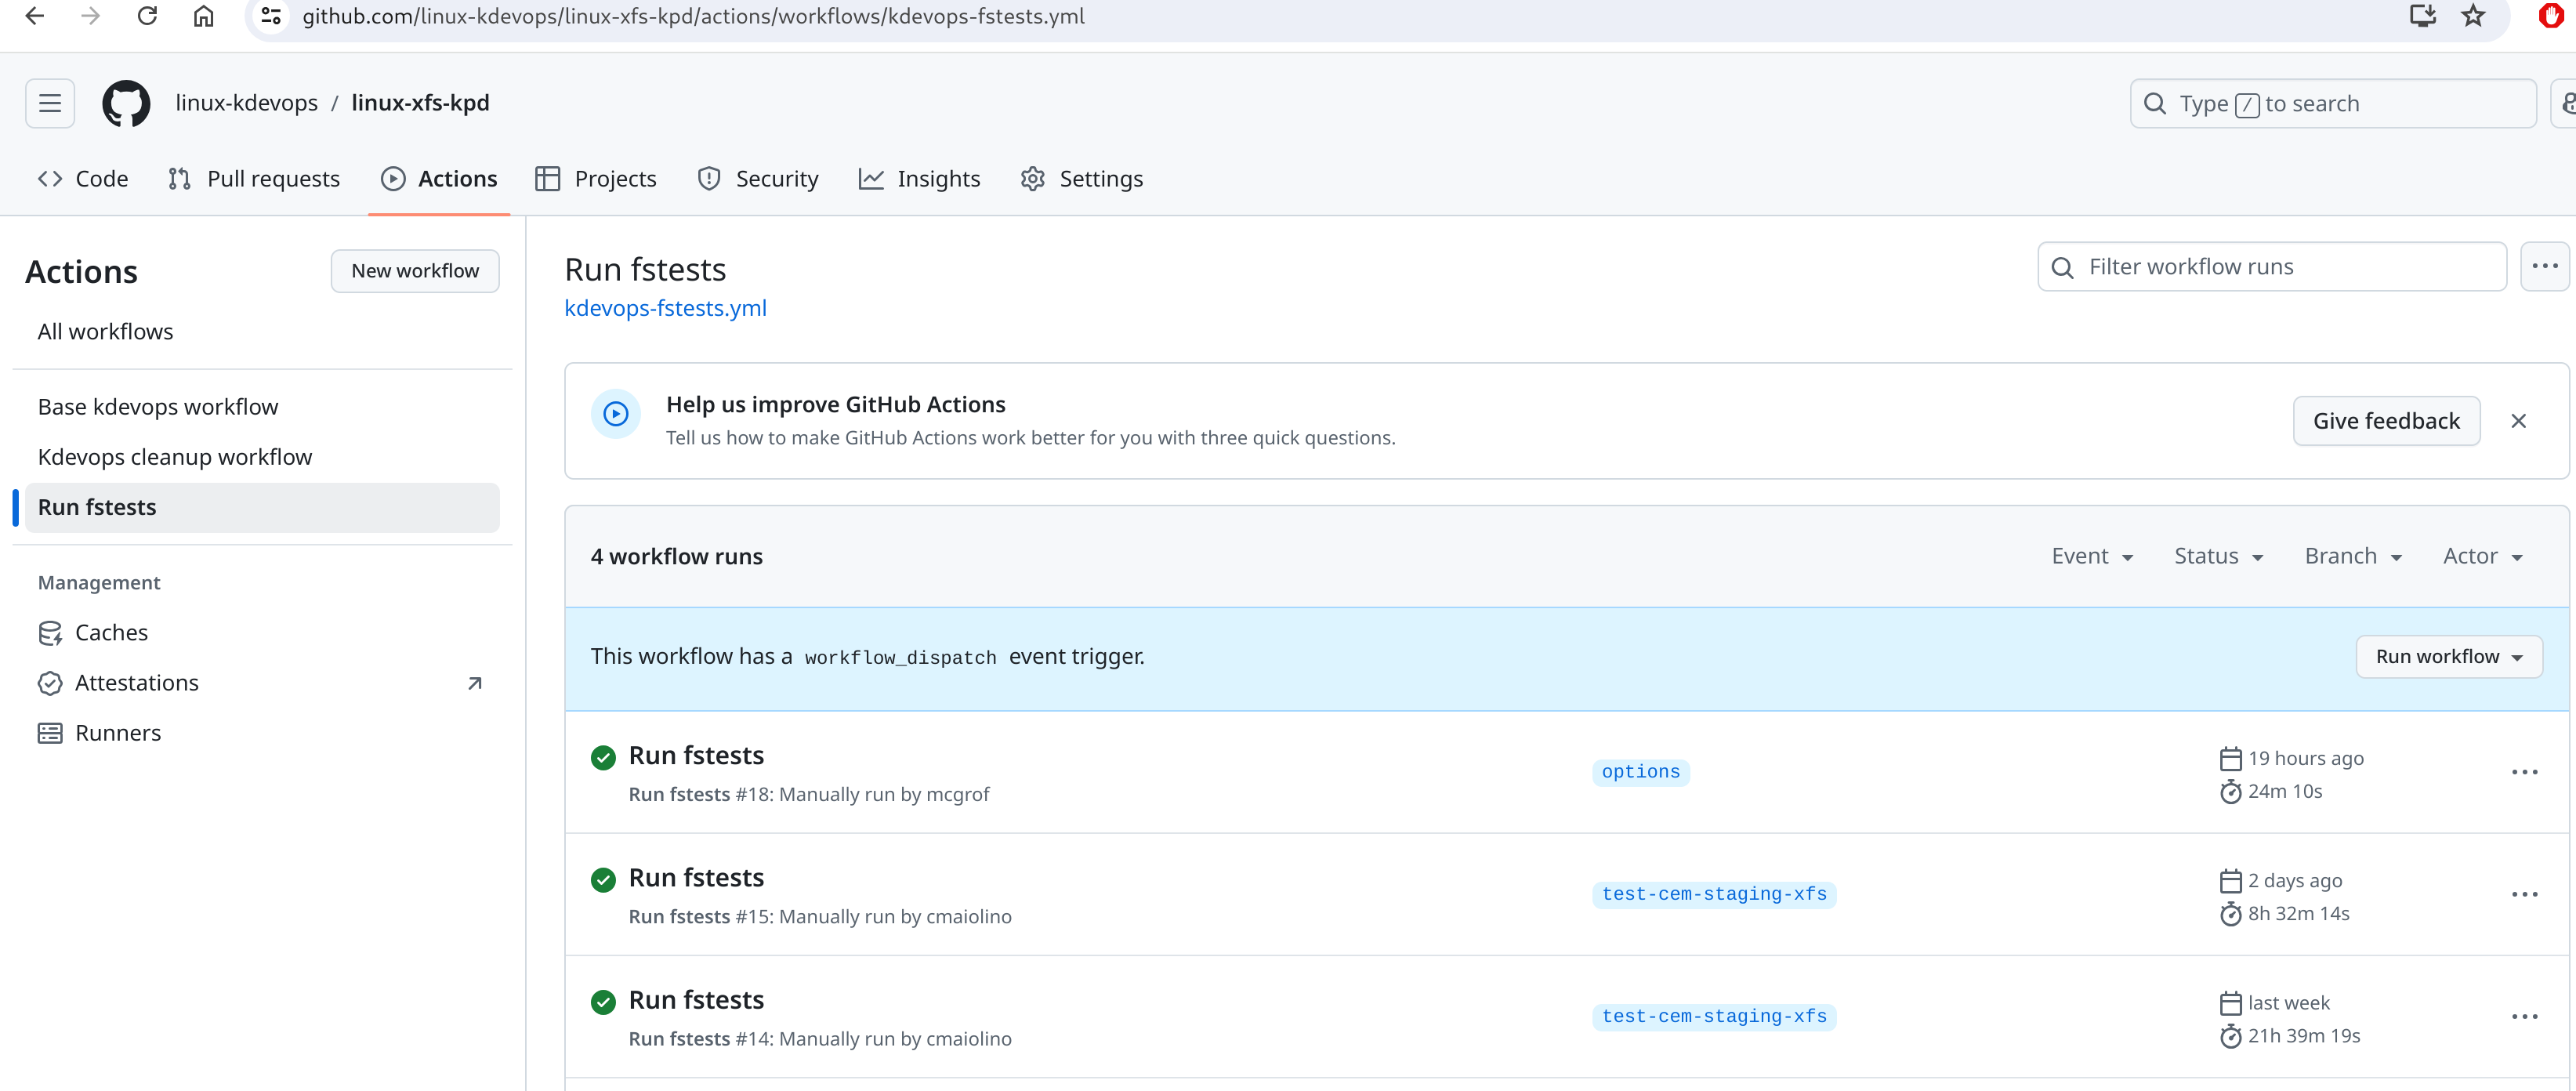 github.com/linux-kdevops/linux-xfs-kpd/actions/workflows/kdevops-fstests.yml
linux-kdevops / linux-xfs-kpd
Type / to search
Code
Pull requests
Actions
Projects
Security
Insights
Settings
Actions
New workflow
All workflows
Base kdevops workflow
Kdevops cleanup workflow
Run fstests
Management
Caches
Attestations
Runners
Run fstests
kdevops-fstests.yml
Filter workflow runs
Help us improve GitHub Actions
Tell us how to make GitHub Actions work better for you with three quick questions.
Give feedback
4 workflow runs
Event
Status
Branch
Actor
This workflow has a workflow_dispatch event trigger.
Run workflow
Run fstests
Run fstests #18: Manually run by mcgrof
options
19 hours ago
24m 10s
Run fstests
Run fstests #15: Manually run by cmaiolino
test-cem-staging-xfs
2 days ago
8h 32m 14s
Run fstests
Run fstests #14: Manually run by cmaiolino
test-cem-staging-xfs
last week
21h 39m 19s